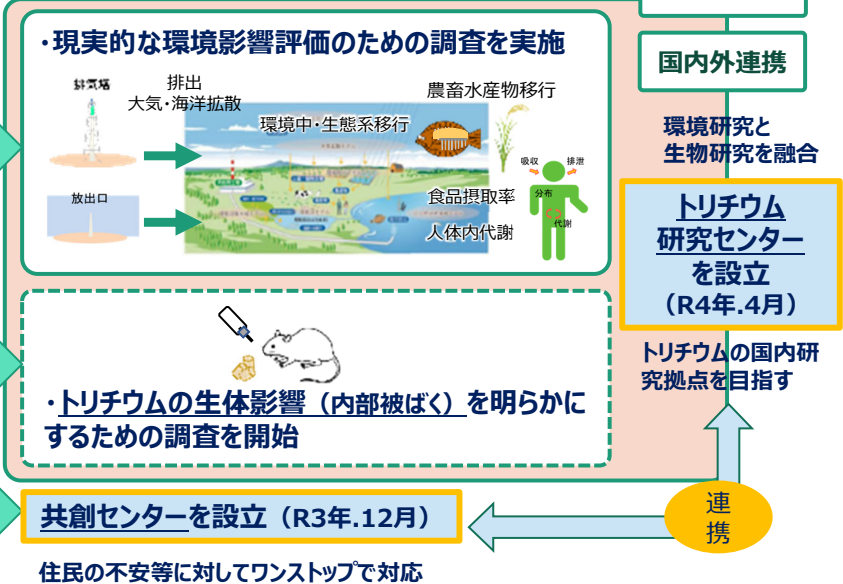 ・現実的な環境影響評価のための調査を実施
排気塔
排出
大気・海洋拡散
農畜水産物移行
環境中・生態系移行
吸収
排泄
分布
代謝
放出口
食品摂取率
人体内代謝
・トリチウムの生体影響（内部被ばく）を明らかに
するための調査を開始
共創センターを設立（R3年.12月）
住民の不安等に対してワンストップで対応
国内外連携
環境研究と
生物研究を融合
トリチウム
研究センター
を設立
（R4年.4月）
トリチウムの国内研
究拠点を目指す
連
携